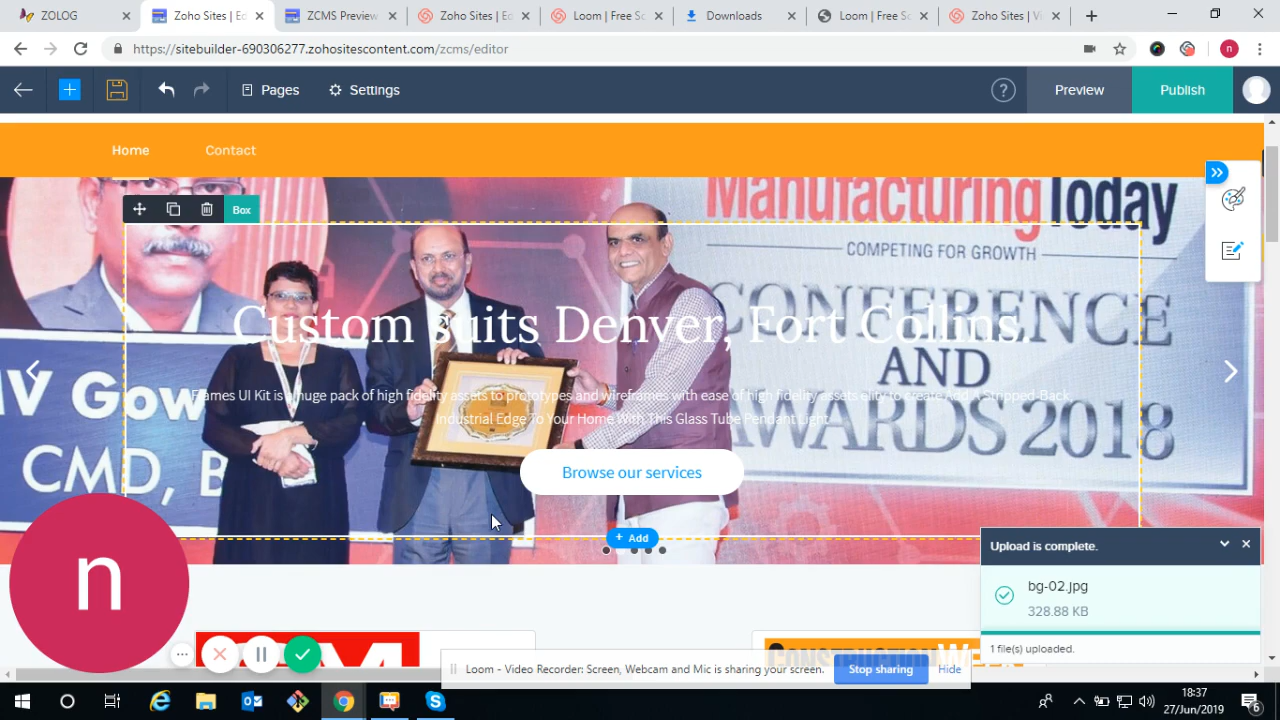 ZOLOG
Zoho Sites | Ed
ZCMS Preview
Zoho Sites | Ed
Loom | Free Sc
Downloads
Loom | Free Sc
Zoho Sites | Vi
https://sitebuilder-690306277.zohositescontent.com/zcms/editor
n
Pages
Settings
?
Preview
Publish
Home
Contact
Box
ManufacturingToday
COMPETING FOR GROWTH
CONFERENCE
AND
AWARDS 2018
Custom suits Denver, Fort Collins.
Frames UI Kit is a huge pack of high fidelity assets to prototypes and wireframes with ease of high fidelity assets elity to create Add A Stripped-Back,
Industrial Edge To Your Home With This Glass Tube Pendant Light
Browse our services
CMD, B
+ Add
n
Upload is complete.
bg-02.jpg
328.88 KB
1 file(s) uploaded.
Loom – Video Recorder: Screen, Webcam and Mic is sharing your screen.
Stop sharing
Hide
18:37
27/Jun/2019
6